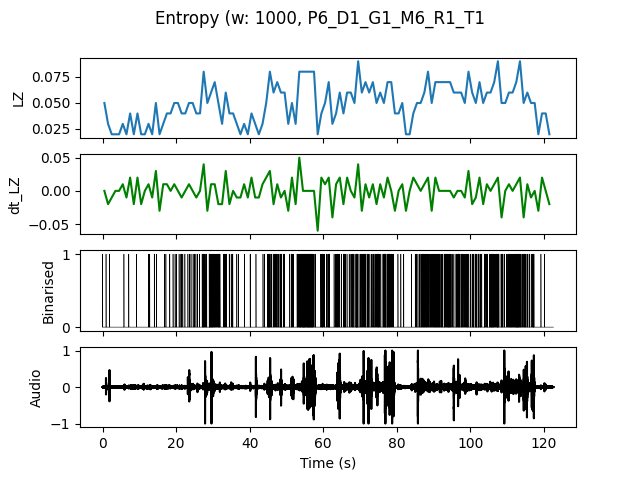 Entropy (w: 1000, P6_D1_G1_M6_R1_T1
0.075
0.050
0.025
LZ
0.05
0.00
−0.05
dt_LZ
1
0
Binarised
1
0
−1
Audio
0 20 40 60 80 100 120
Time (s)